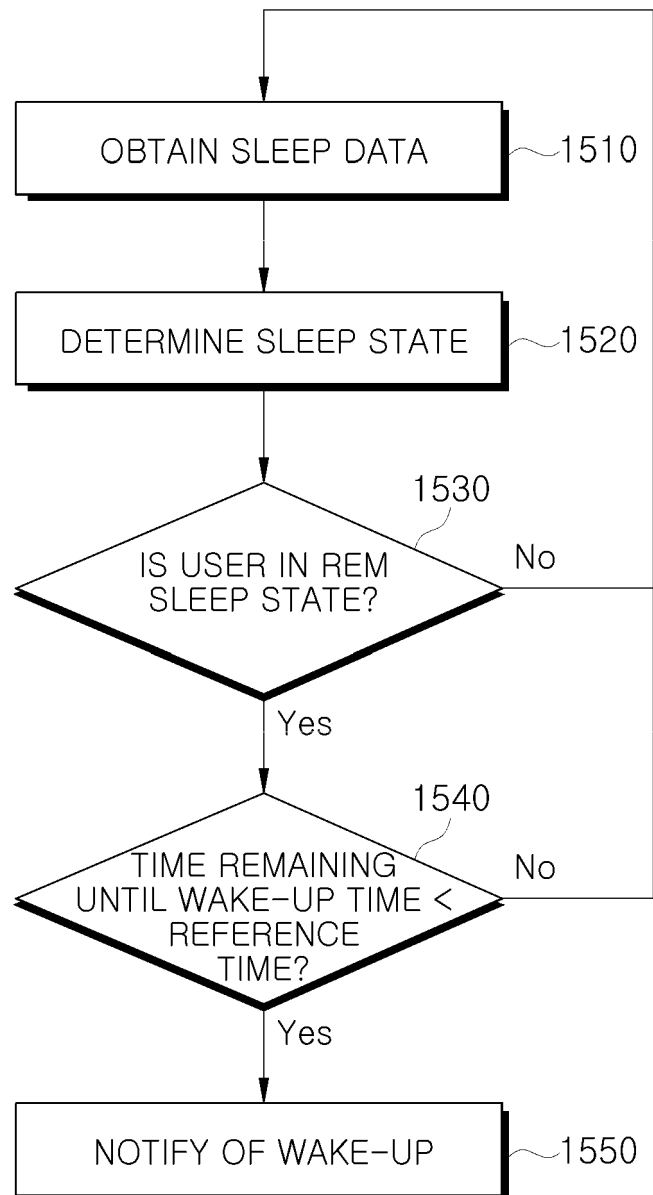 OBTAIN SLEEP DATA
1510
DETERMINE SLEEP STATE
1520
1530
IS USER IN REM
SLEEP STATE?
No
Yes
1540
TIME REMAINING
UNTIL WAKE-UP TIME <
REFERENCE
TIME?
No
Yes
NOTIFY OF WAKE-UP
1550